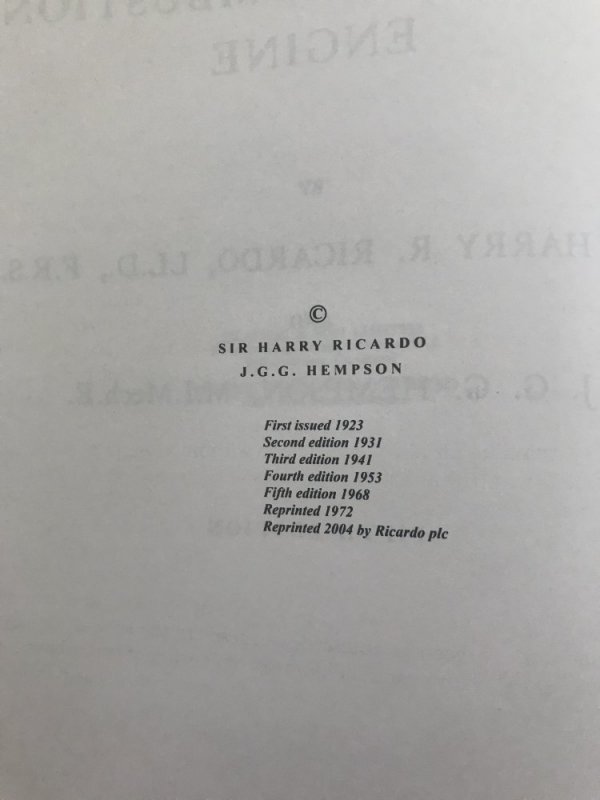 ©
SIR HARRY RICARDO
J.G.G. HEMPSON
First issued 1923
Second edition 1931
Third edition 1941
Fourth edition 1953
Fifth edition 1968
Reprinted 1972
Reprinted 2004 by Ricardo plc